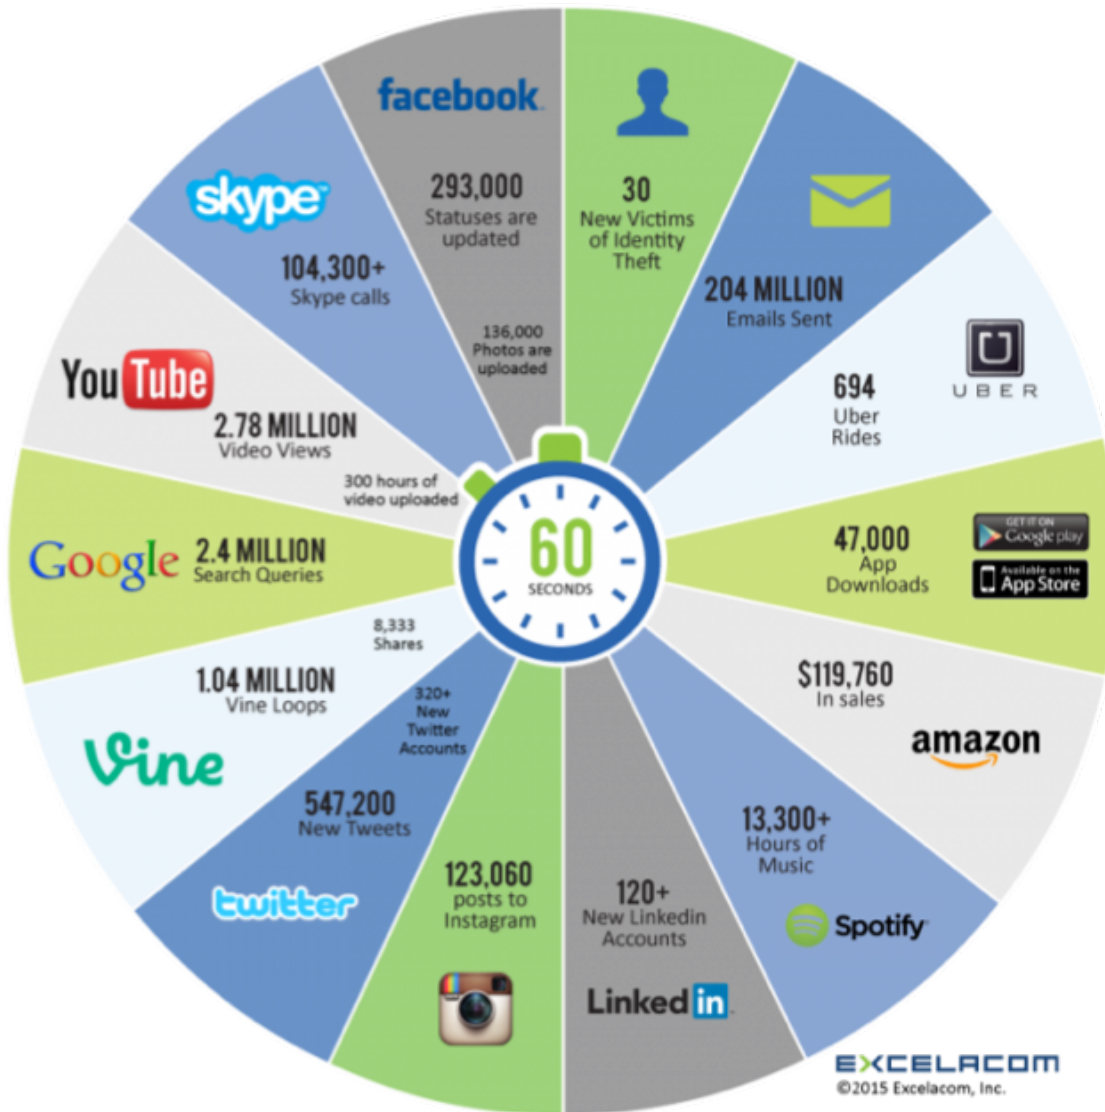 facebook
293,000
Statuses are
updated
136,000
Photos are
uploaded
30
New Victims
of Identity
Theft
204 MILLION
Emails Sent
UBER
694
Uber
Rides
47,000
App
Downloads
GET IT ON
Google play
Available on the
App Store
$119,760
In sales
amazon
13,300+
Hours of
Music
Spotify
120+
New Linkedin
Accounts
Linked in
123,060
posts to
Instagram
320+
New
Twitter
Accounts
547,200
New Tweets
twitter
8,333
Shares
1.04 MILLION
Vine Loops
Vine
Google
2.4 MILLION
Search Queries
YouTube
2.78 MILLION
Video Views
300 hours of
video uploaded
skype
104,300+
Skype calls
60
SECONDS
EXCELACOM
©2015 Excelacom, Inc.